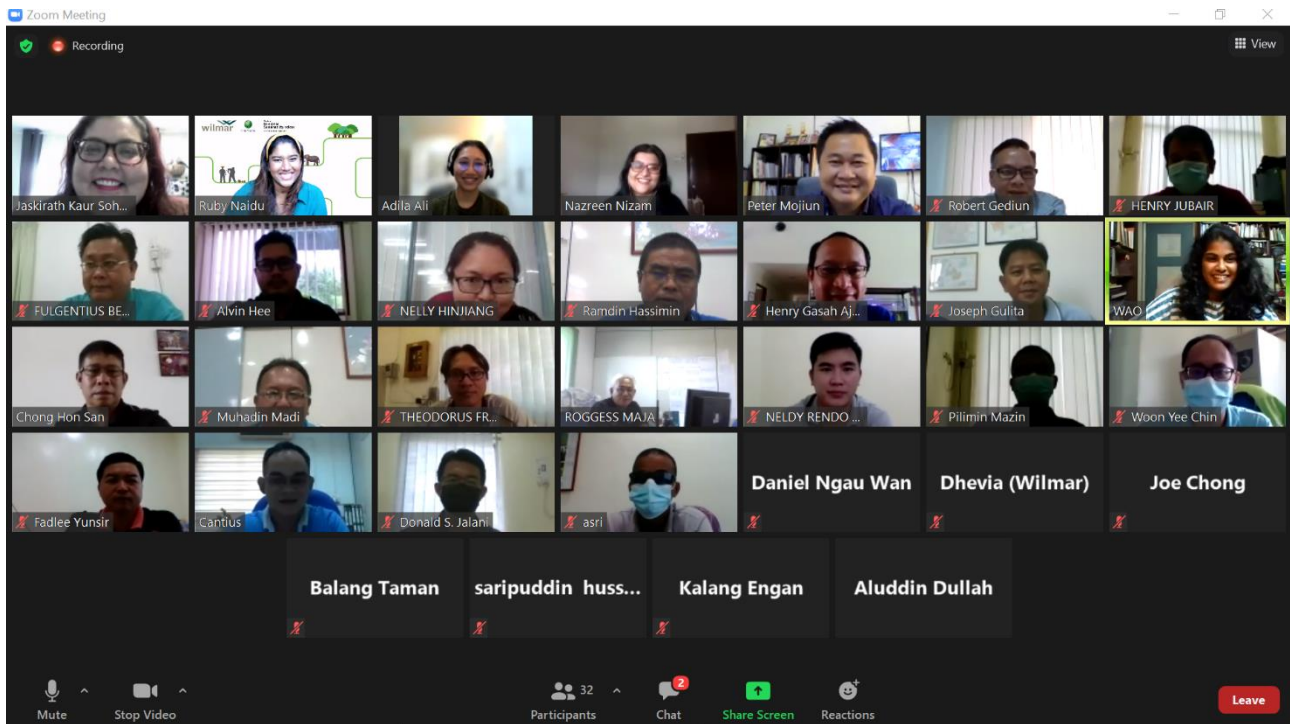 Zoom Meeting
Recording
View
Jaskirath Kaur Soh...
wilmar
Ruby Naidu
Adila Ali
Nazreen Nizam
Peter Mojiun
Robert Gediun
HENRY JUBAIR
FULGENTIUS BE...
Alvin Hee
NELLY HINJIANG
Ramdin Hassimin
Henry Gasah Aj...
Joseph Gulita
WAO
Chong Hon San
Muhadin Madi
THEODORUS FR...
ROGGESS MAJA
NELDY RENDO ...
Pilimin Mazin
Woon Yee Chin
Fadlee Yunsir
Cantius
Donald S. Jalani
asri
Daniel Ngau Wan
Dhevia (Wilmar)
Joe Chong
Balang Taman
saripuddin huss...
Kalang Engan
Aluddin Dullah
Mute
Stop Video
32
Participants
2
Chat
Share Screen
Reactions
Leave